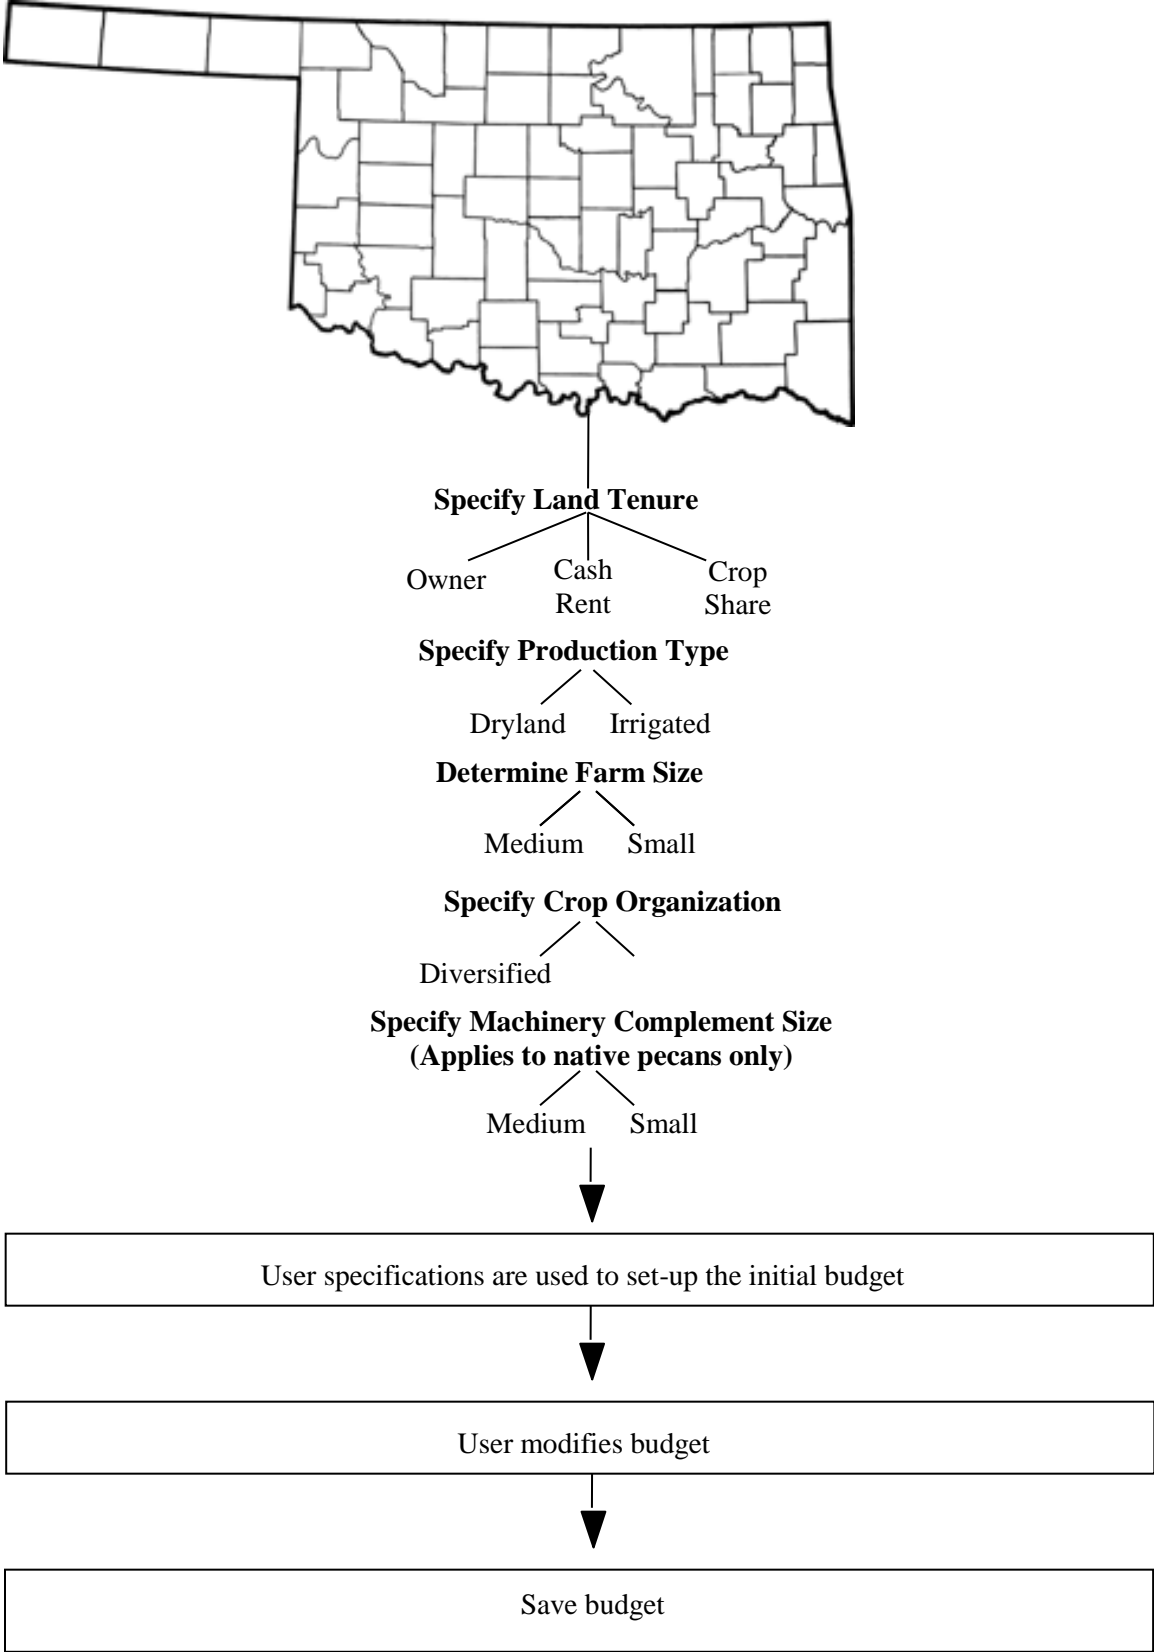 Specify Land Tenure
Owner
Cash
Rent
Crop
Share
Specify Production Type
Dryland
Irrigated
Determine Farm Size
Medium
Small
Specify Crop Organization
Diversified
Specify Machinery Complement Size
(Applies to native pecans only)
Medium
Small
User specifications are used to set-up the initial budget
User modifies budget
Save budget